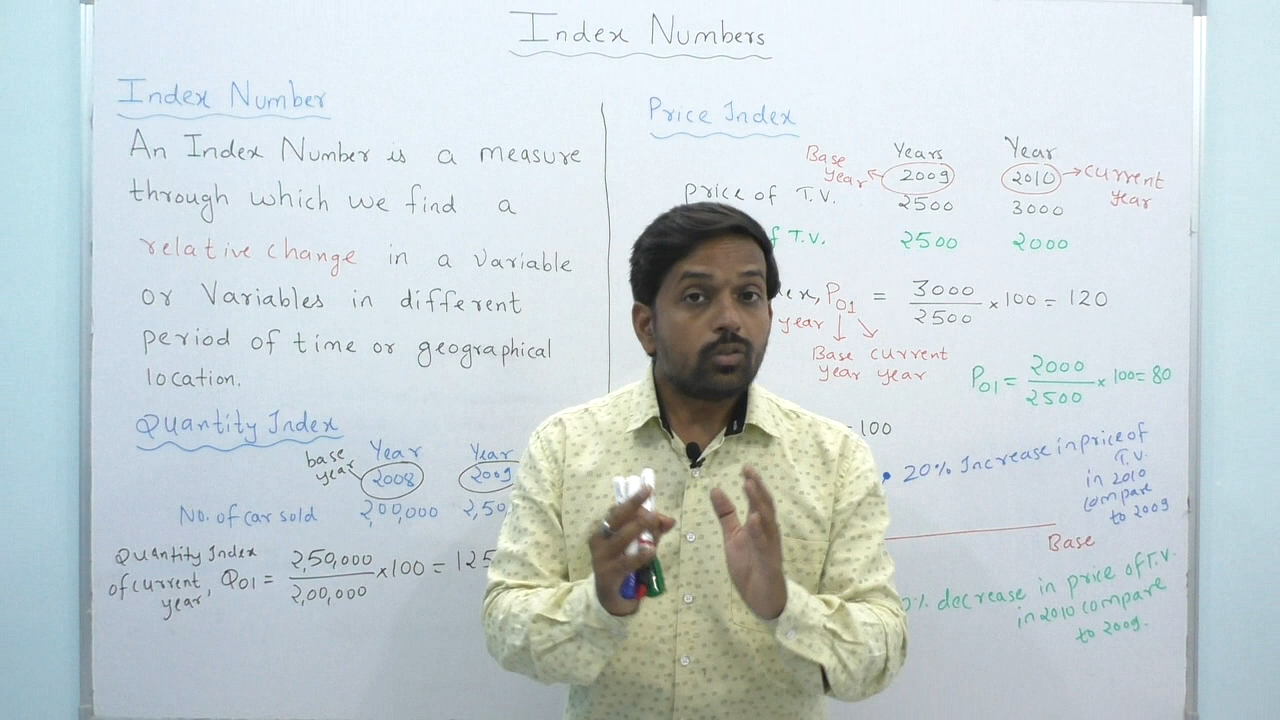 Index Numbers
Index Number
An Index Number is a measure
through which we find a
relative change in a variable
or Variables in different
period of time or geographical
location.
Quantity Index
base
year
Year Year
2008 2009
No. of car sold 200,000 2,50
Quantity Index
of current,
year
Q01 = 2,50,000
2,00,000
×100 = 125
Price Index
Base
year
Years Year
2009 2010
current
year
price of T.V. 2500 3000
f T.V. 2500 2000
ex, P01 = 3000
2500
×100 = 120
year
Base current
year year
P01 = 2000
2500
×100 = 80
=100
• 20% Increase in price of
T.V.
in 2010
compare
to 2009
Base
0% decrease in price of T.V.
in 2010 compare
to 2009.